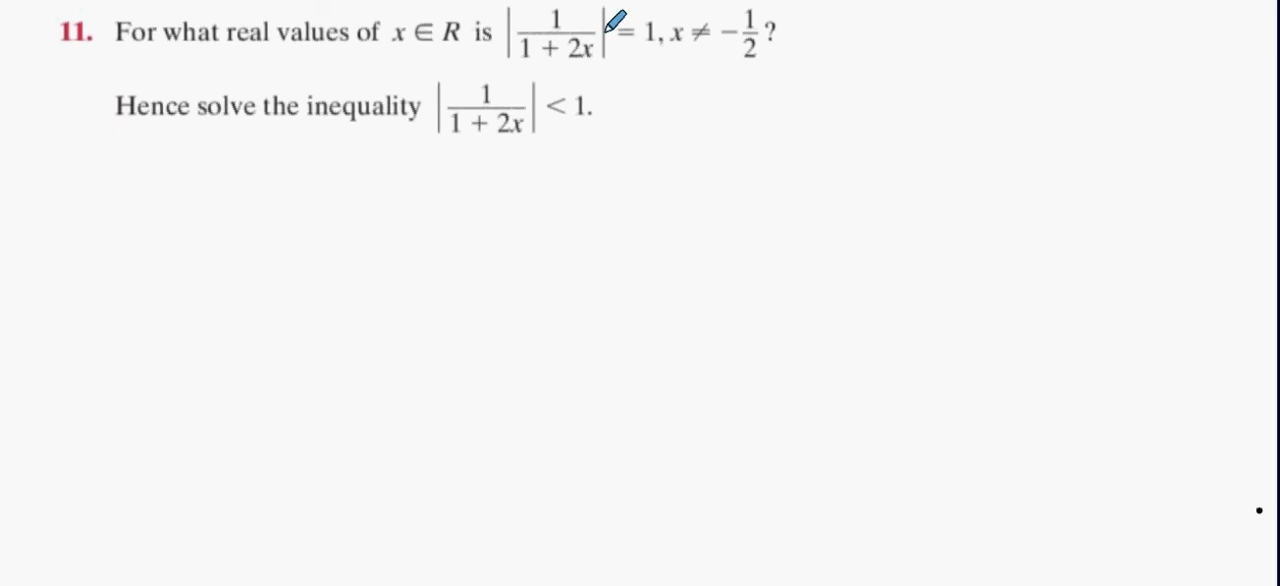 11. For what real values of x ∈ R is |1/(1 + 2x)| = 1, x ≠ -1/2?
Hence solve the inequality |1/(1 + 2x)| < 1.